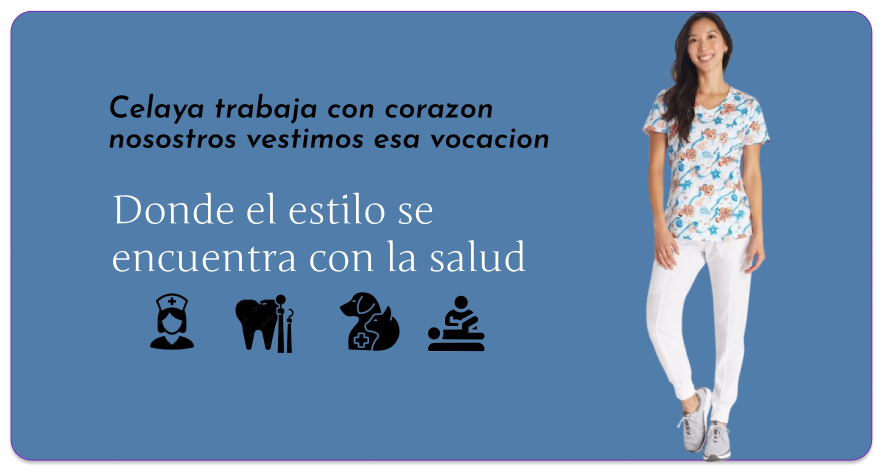 Celaya trabaja con corazon
nosostros vestimos esa vocacion
Donde el estilo se
encuentra con la salud